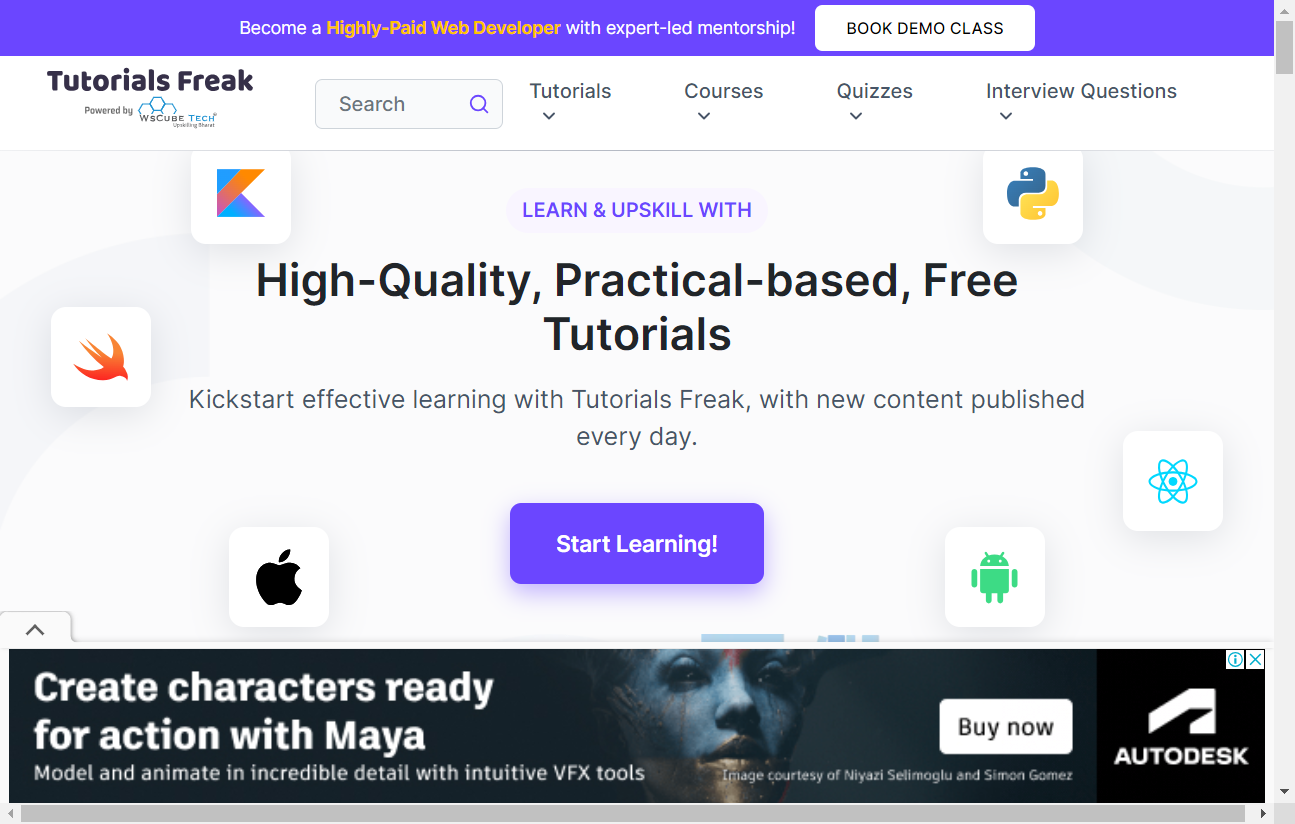 Become a Highly-Paid Web Developer with expert-led mentorship!
BOOK DEMO CLASS
Tutorials Freak
Powered by WsCube Tech
Upskilling Bharat
Search
Tutorials
Courses
Quizzes
Interview Questions
LEARN & UPSKILL WITH
High-Quality, Practical-based, Free
Tutorials
Kickstart effective learning with Tutorials Freak, with new content published
every day.
Start Learning!
Create characters ready
for action with Maya
Model and animate in incredible detail with intuitive VFX tools
Buy now
Image courtesy of Niyazi Selimoglu and Simon Gomez
AUTODESK